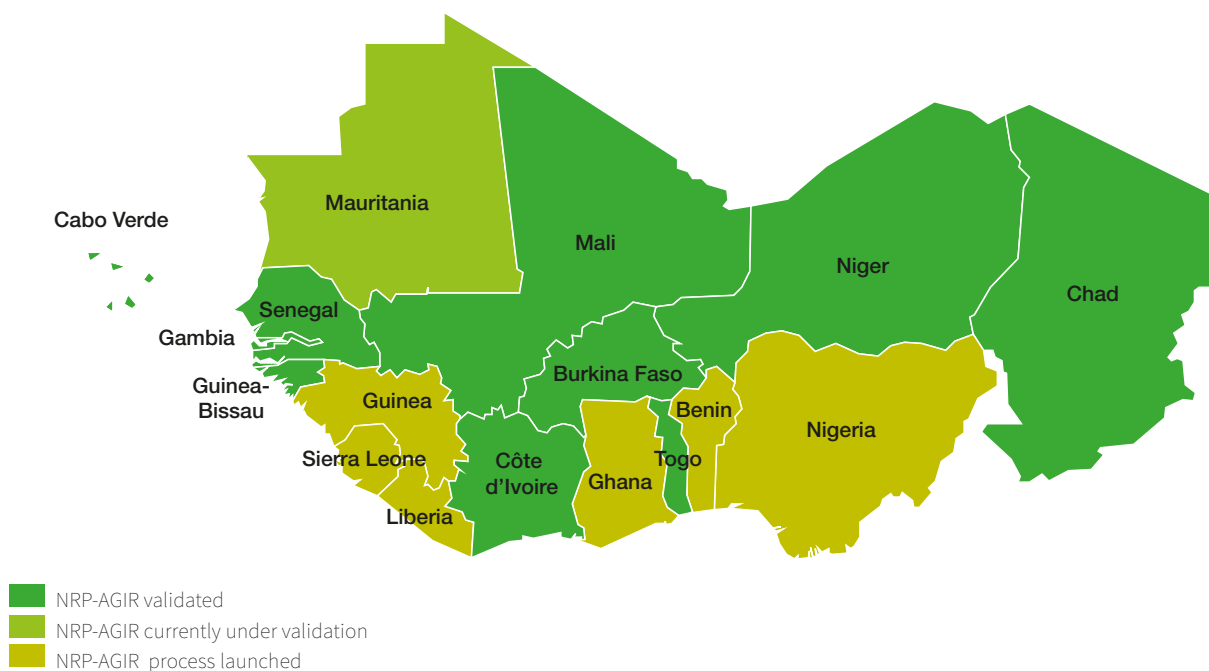 Mauritania
Cabo Verde
Mali
Niger
Chad
Senegal
Gambia
Guinea-
Bissau
Burkina Faso
Guinea
Benin
Nigeria
Sierra Leone
Côte
d’Ivoire
Togo
Ghana
Liberia
NRP-AGIR validated
NRP-AGIR currently under validation
NRP-AGIR process launched